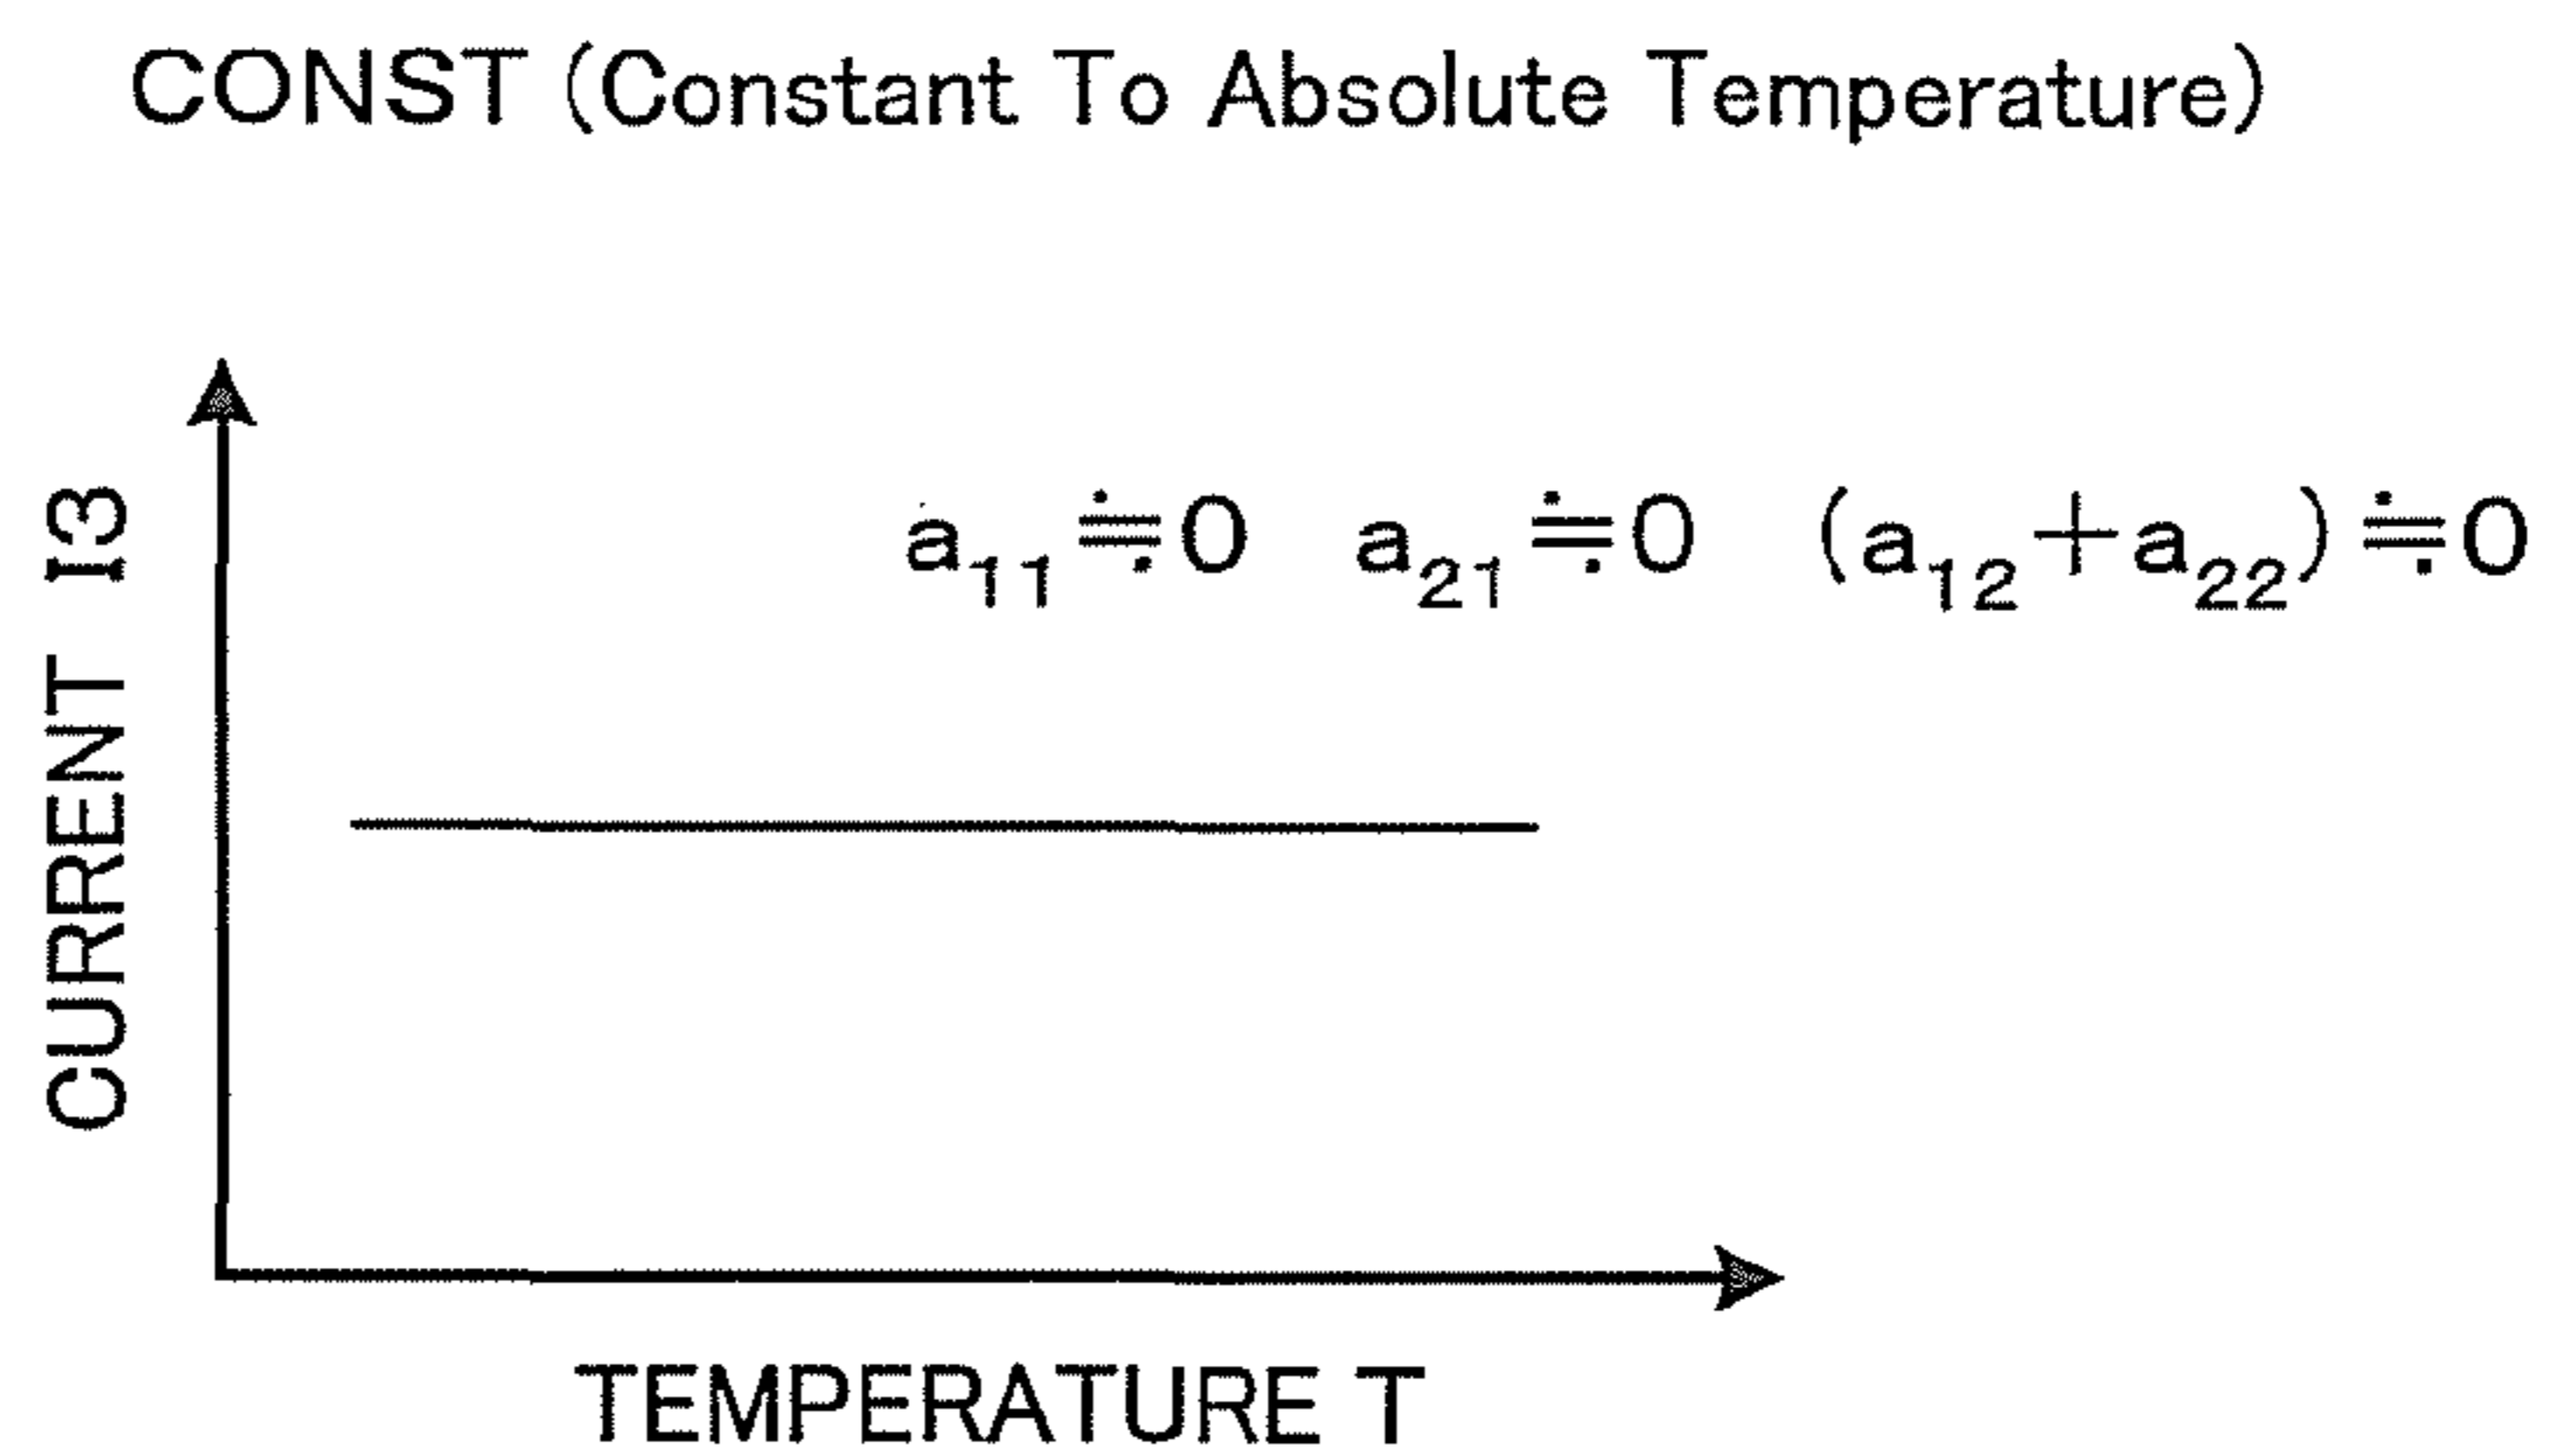 CONST (Constant To Absolute Temperature)
a₁₁≒0 a₂₁≒0 (a₁₂+a₂₂)≒0
CURRENT I3
TEMPERATURE T